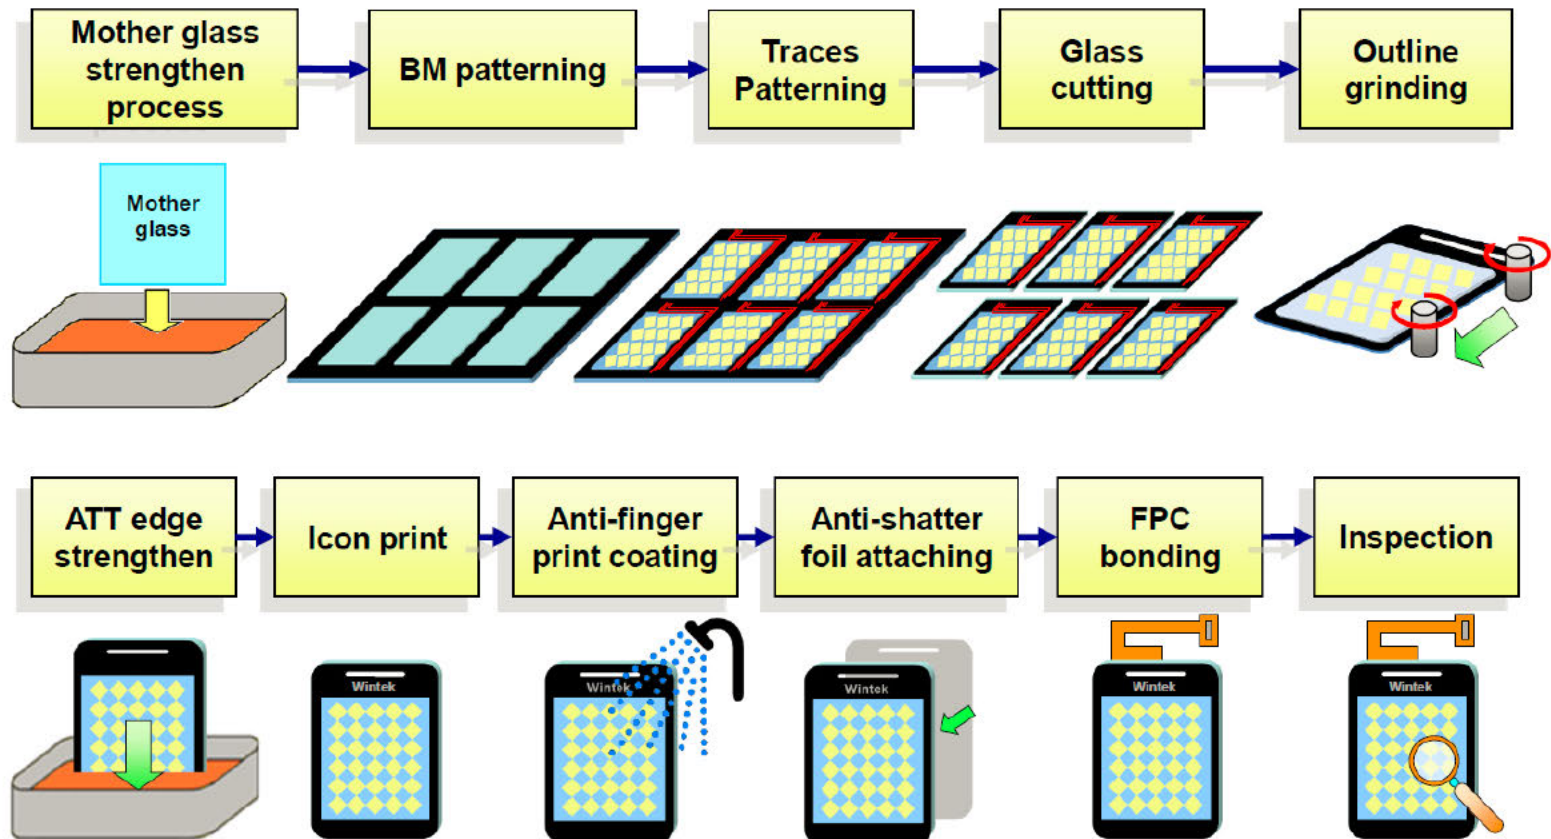 Mother glass
strengthen
process
BM patterning
Traces
Patterning
Glass
cutting
Outline
grinding
Mother
glass
ATT edge
strengthen
Icon print
Anti-finger
print coating
Anti-shatter
foil attaching
FPC
bonding
Inspection
Wintek
Wintek
Wintek
Wintek
Wintek